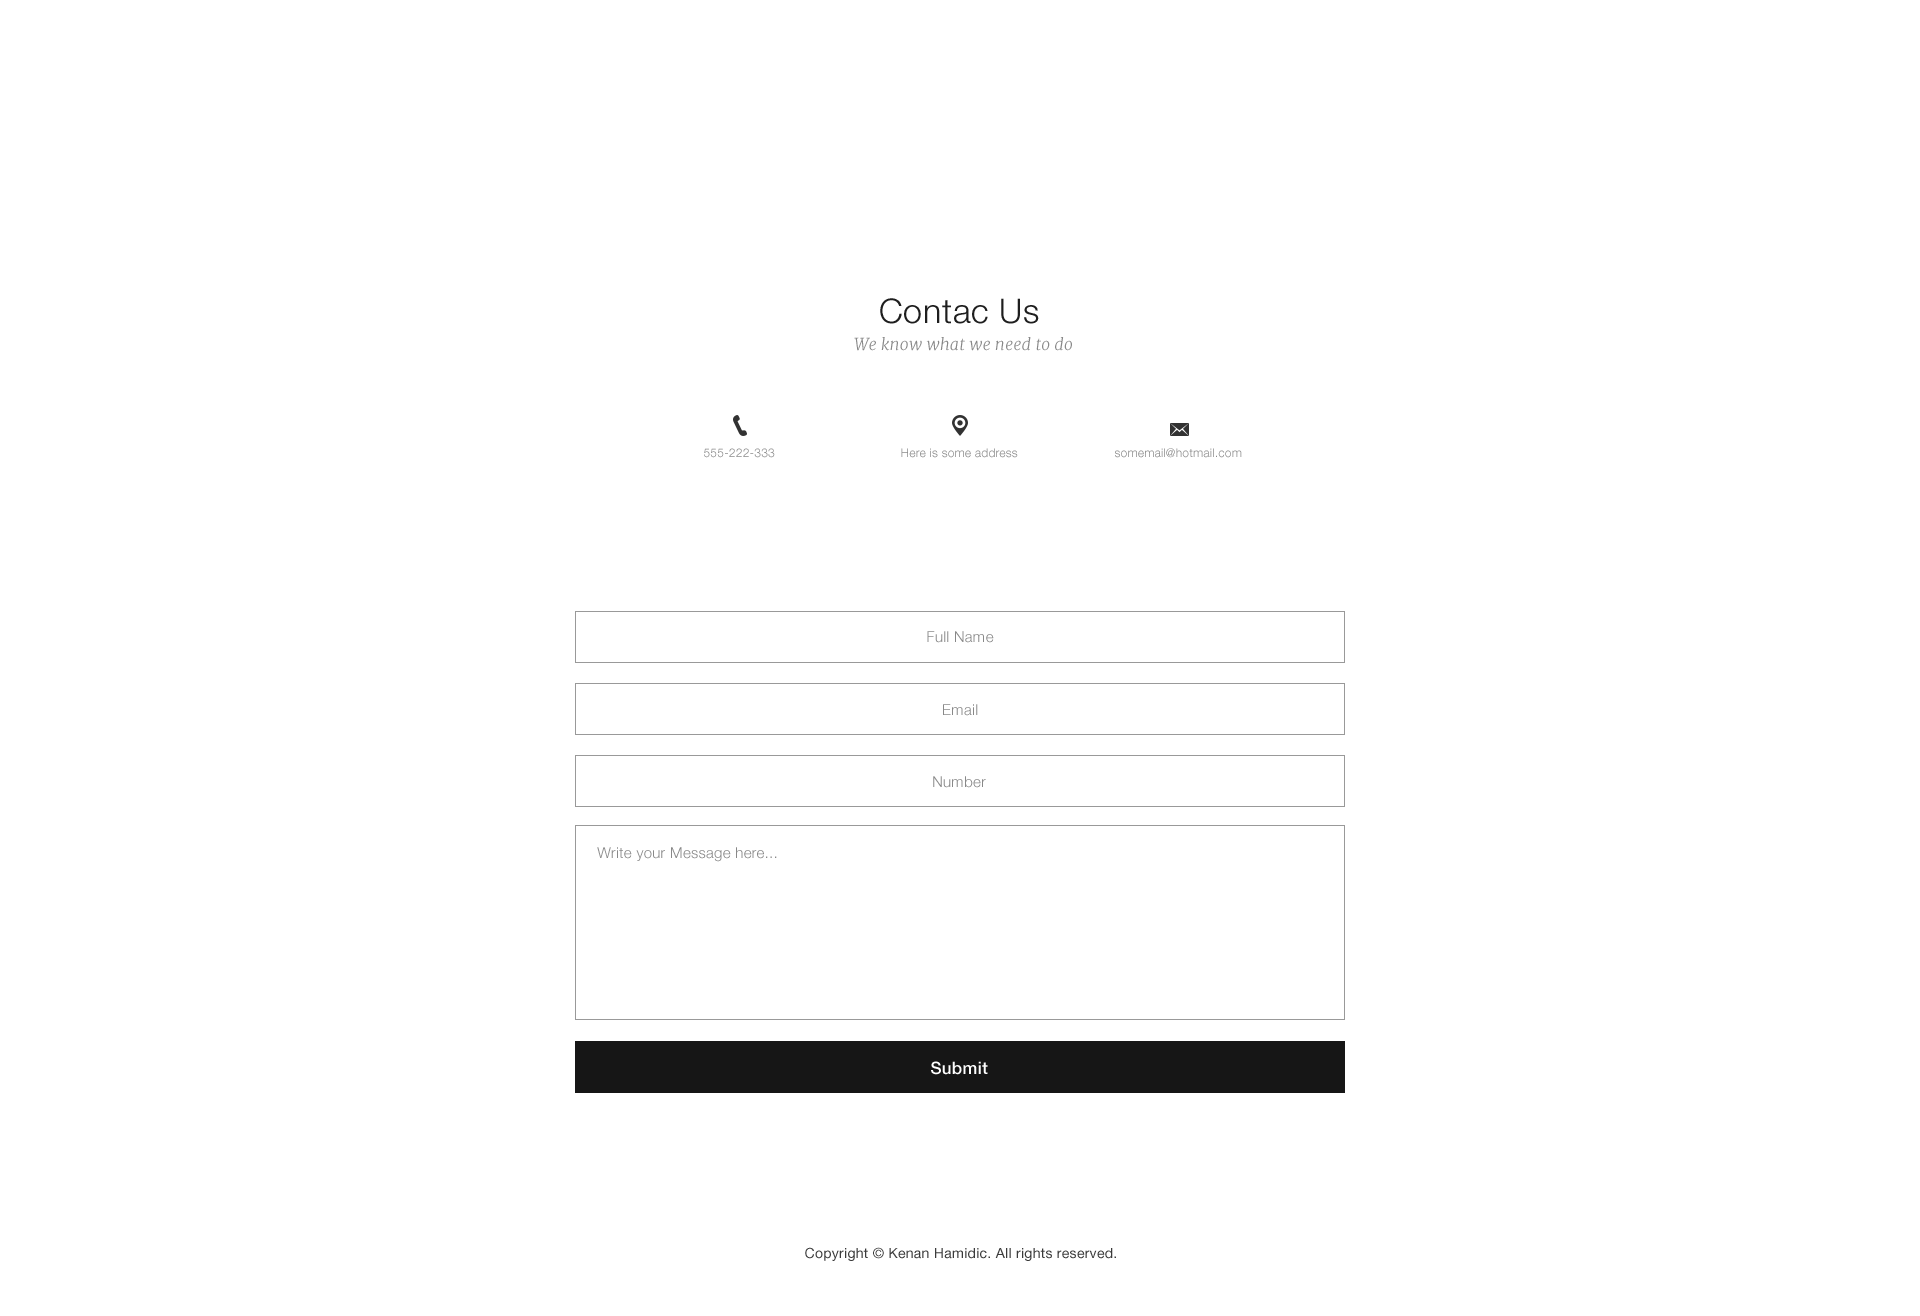 Contac Us
We know what we need to do
555-222-333
Here is some address
somemail@hotmail.com
Full Name
Email
Number
Write your Message here...
Submit
Copyright © Kenan Hamidic. All rights reserved.